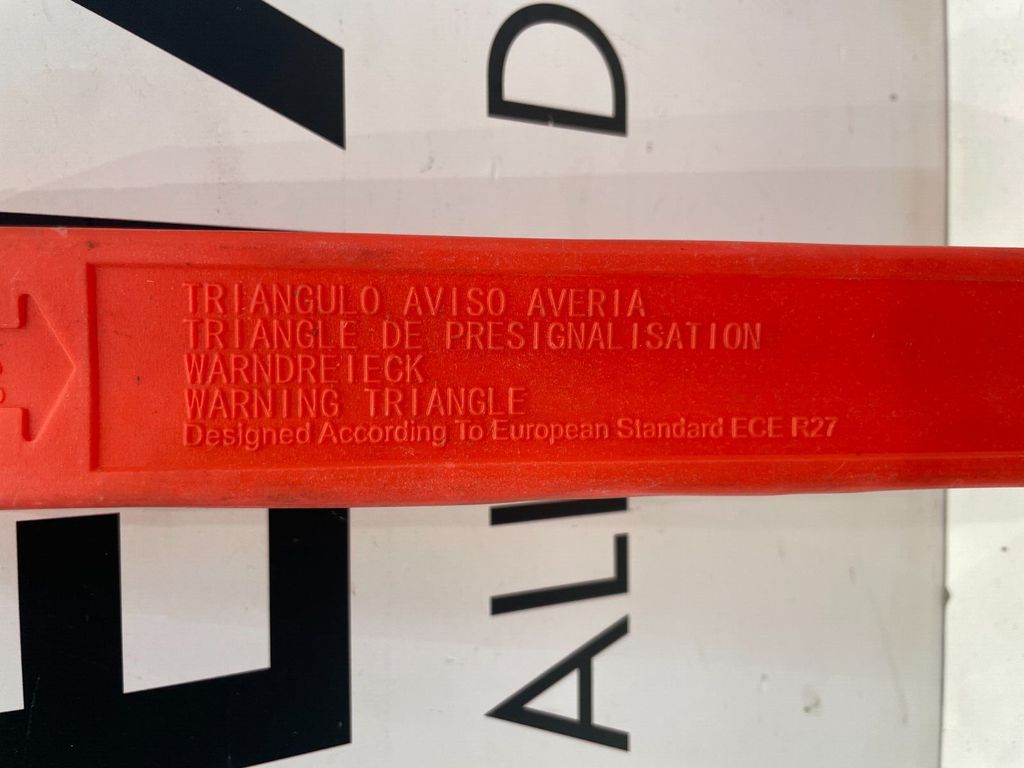 TRIANGULO AVISO AVERIA
TRIANGLE DE PRESIGNALISATION
WARNDREIECK
WARNING TRIANGLE
Designed According To European Standard ECE R27